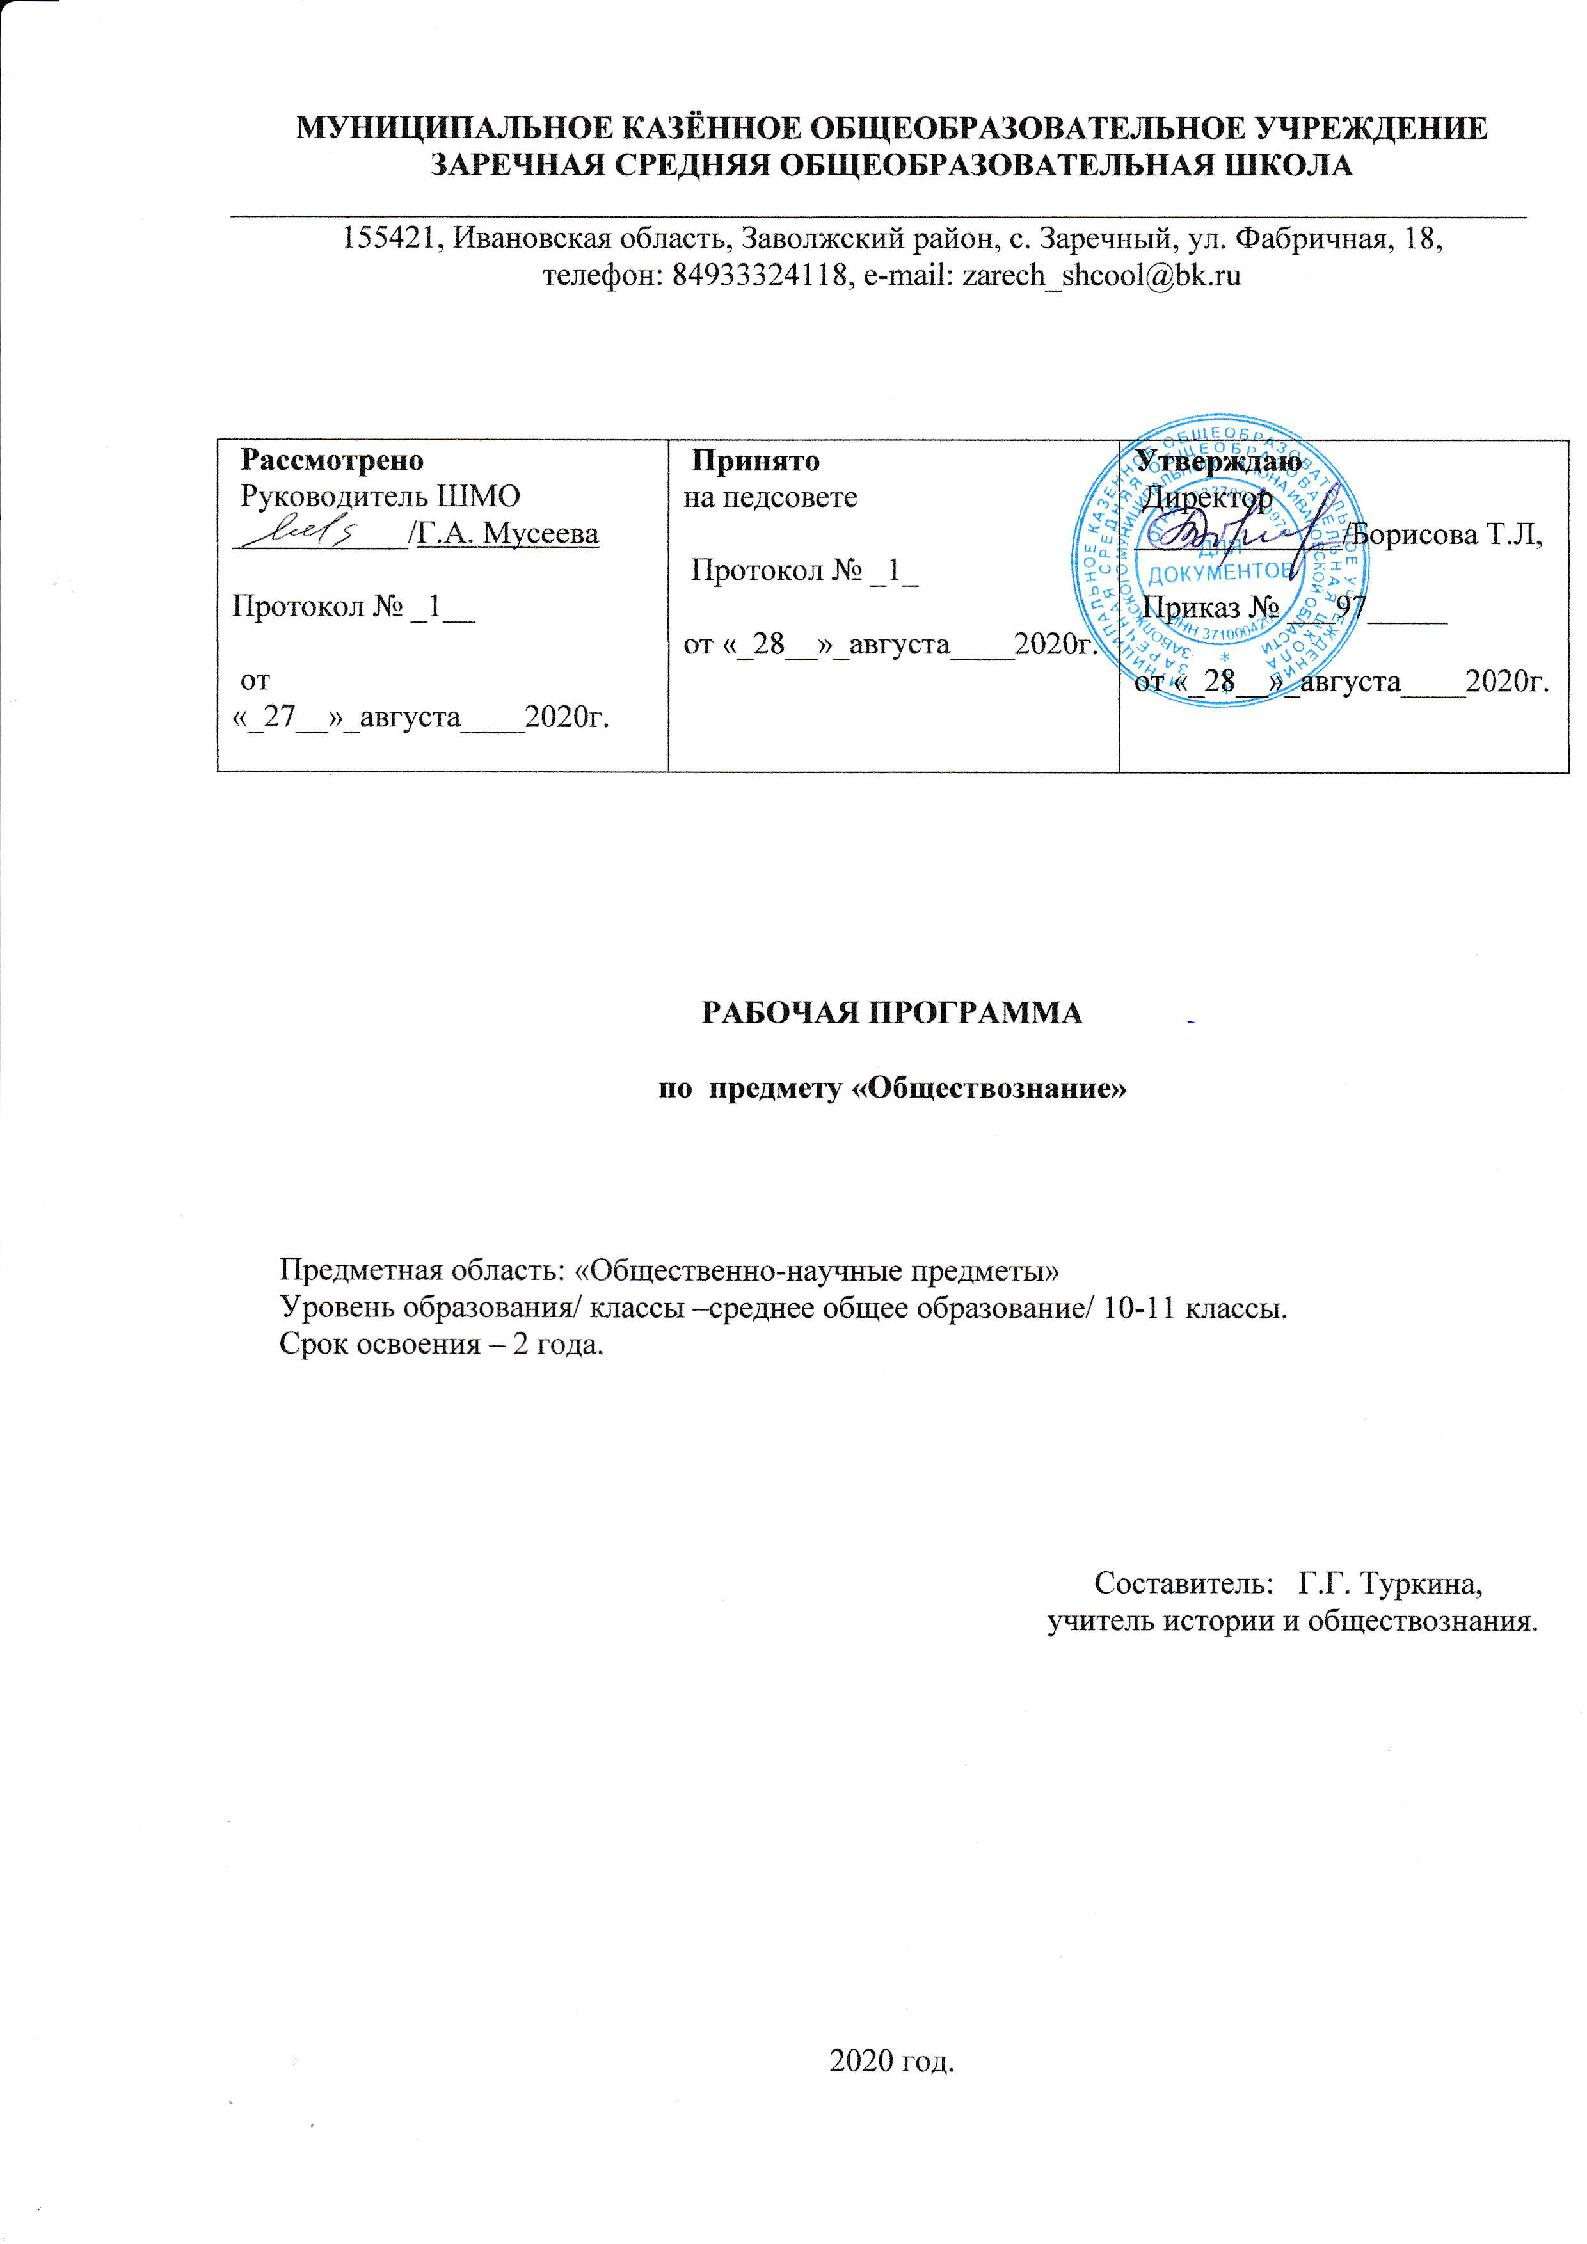 МУНИЦИПАЛЬНОЕ КАЗЁННОЕ ОБЩЕОБРАЗОВАТЕЛЬНОЕ УЧРЕЖДЕНИЕ
ЗАРЕЧНАЯ СРЕДНЯЯ ОБЩЕОБРАЗОВАТЕЛЬНАЯ ШКОЛА
155421, Ивановская область, Заволжский район, с. Заречный, ул. Фабричная, 18,
телефон: 84933324118, e-mail: zarech_shcool@bk.ru
Рассмотрено
Руководитель ШМО
___________/Г.А. Мусеева
Протокол № _1__
от
«_27__»_августа____2020г.
Принято
на педсовете
Протокол № _1_
от «_28__»_августа____2020г.
Утверждаю
Директор
_____________/Борисова Т.Л,
Приказ № ___97_____
от «_28__»_августа____2020г.
ДЛЯ
ДОКУМЕНТОВ
РАБОЧАЯ ПРОГРАММА
по предмету «Обществознание»
Предметная область: «Общественно-научные предметы»
Уровень образования/ классы –среднее общее образование/ 10-11 классы.
Срок освоения – 2 года.
Составитель: Г.Г. Туркина,
учитель истории и обществознания.
2020 год.